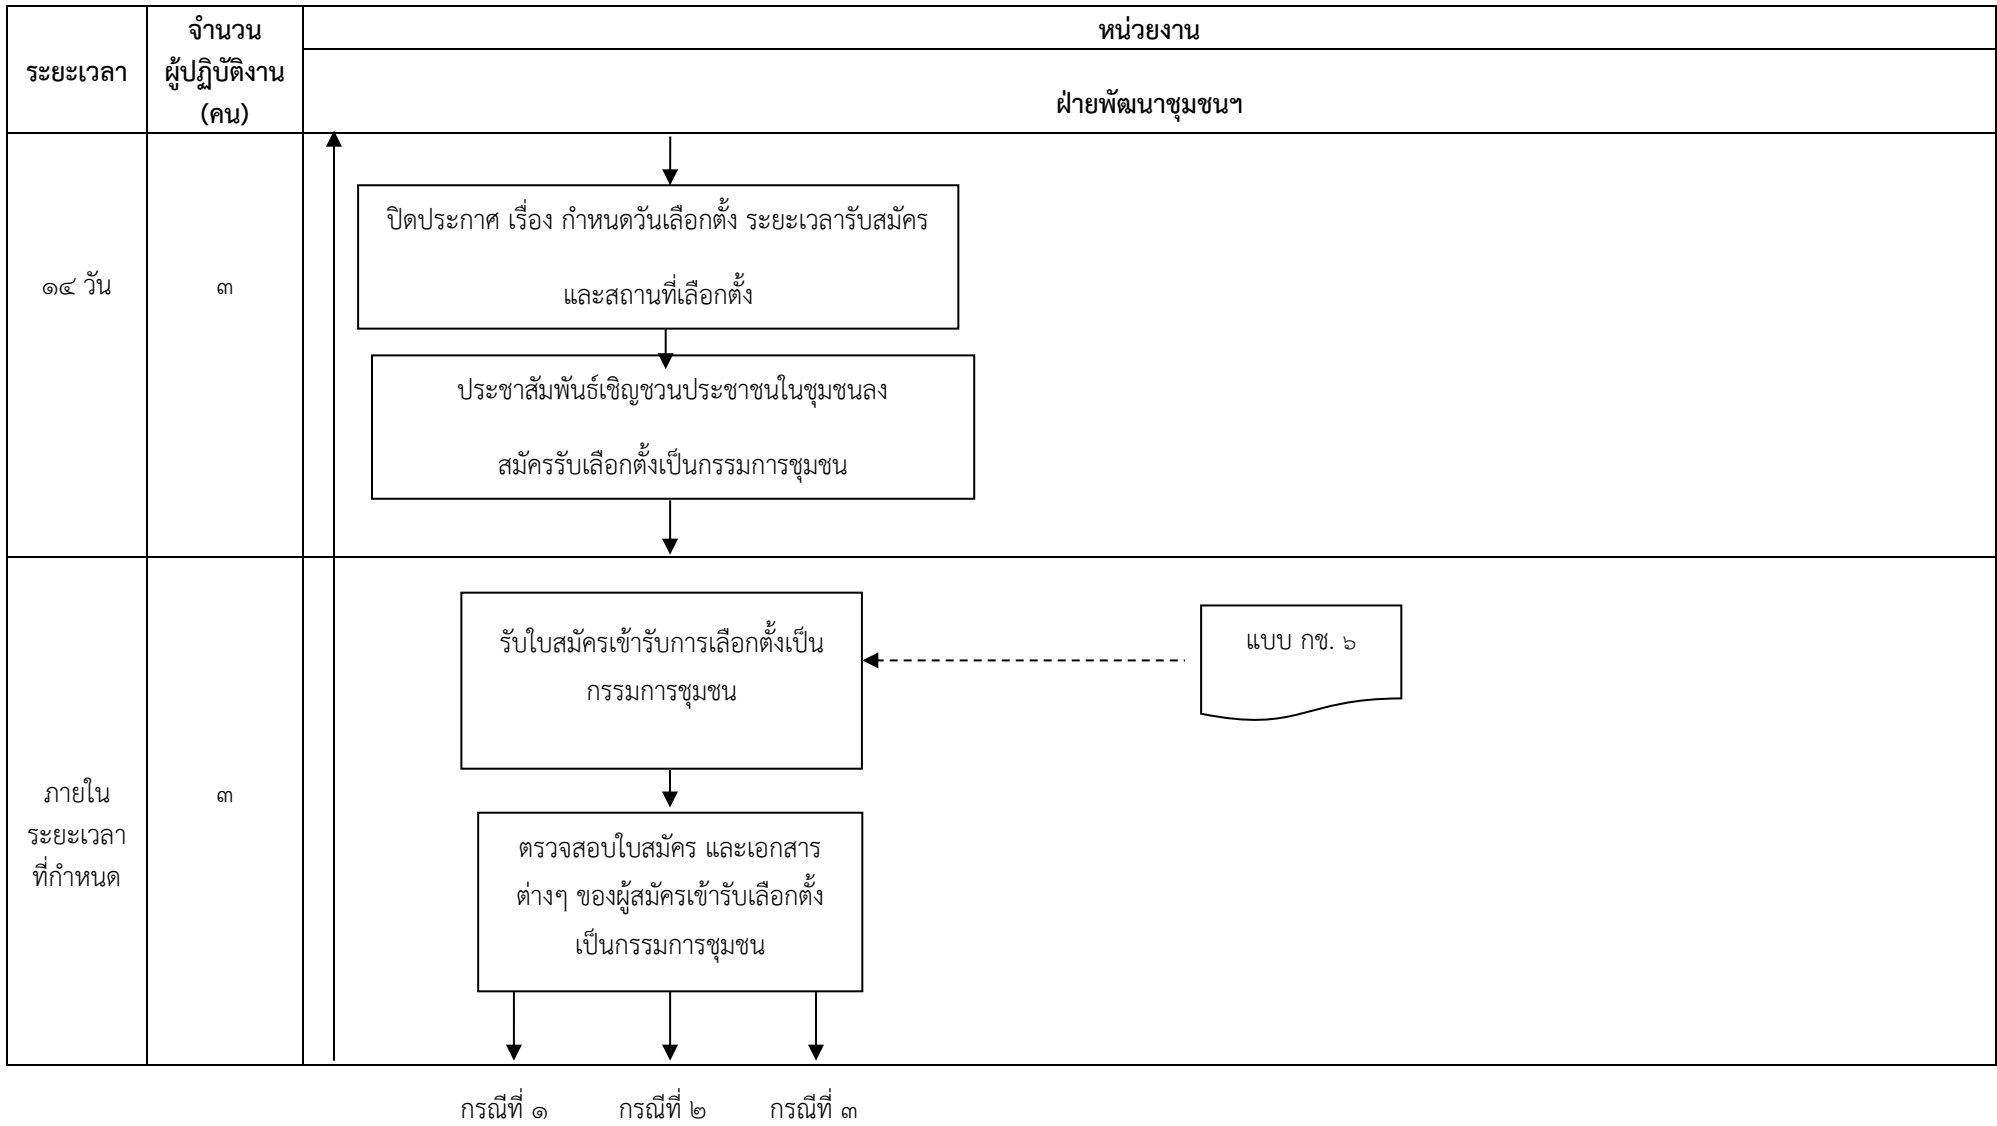 ระยะเวลา
จำนวน
ผู้ปฏิบัติงาน
(คน)
หน่วยงาน
ฝ่ายพัฒนาชุมชนฯ
๑๔ วัน
๓
ปิดประกาศ เรื่อง กำหนดวันเลือกตั้ง ระยะเวลารับสมัคร
และสถานที่เลือกตั้ง
ประชาสัมพันธ์เชิญชวนประชาชนในชุมชนลง
สมัครรับเลือกตั้งเป็นกรรมการชุมชน
ภายใน
ระยะเวลา
ที่กำหนด
๓
รับใบสมัครเข้ารับการเลือกตั้งเป็น
กรรมการชุมชน
แบบ กช. ๖
ตรวจสอบใบสมัคร และเอกสาร
ต่างๆ ของผู้สมัครเข้ารับเลือกตั้ง
เป็นกรรมการชุมชน
กรณีที่ ๑
กรณีที่ ๒
กรณีที่ ๓